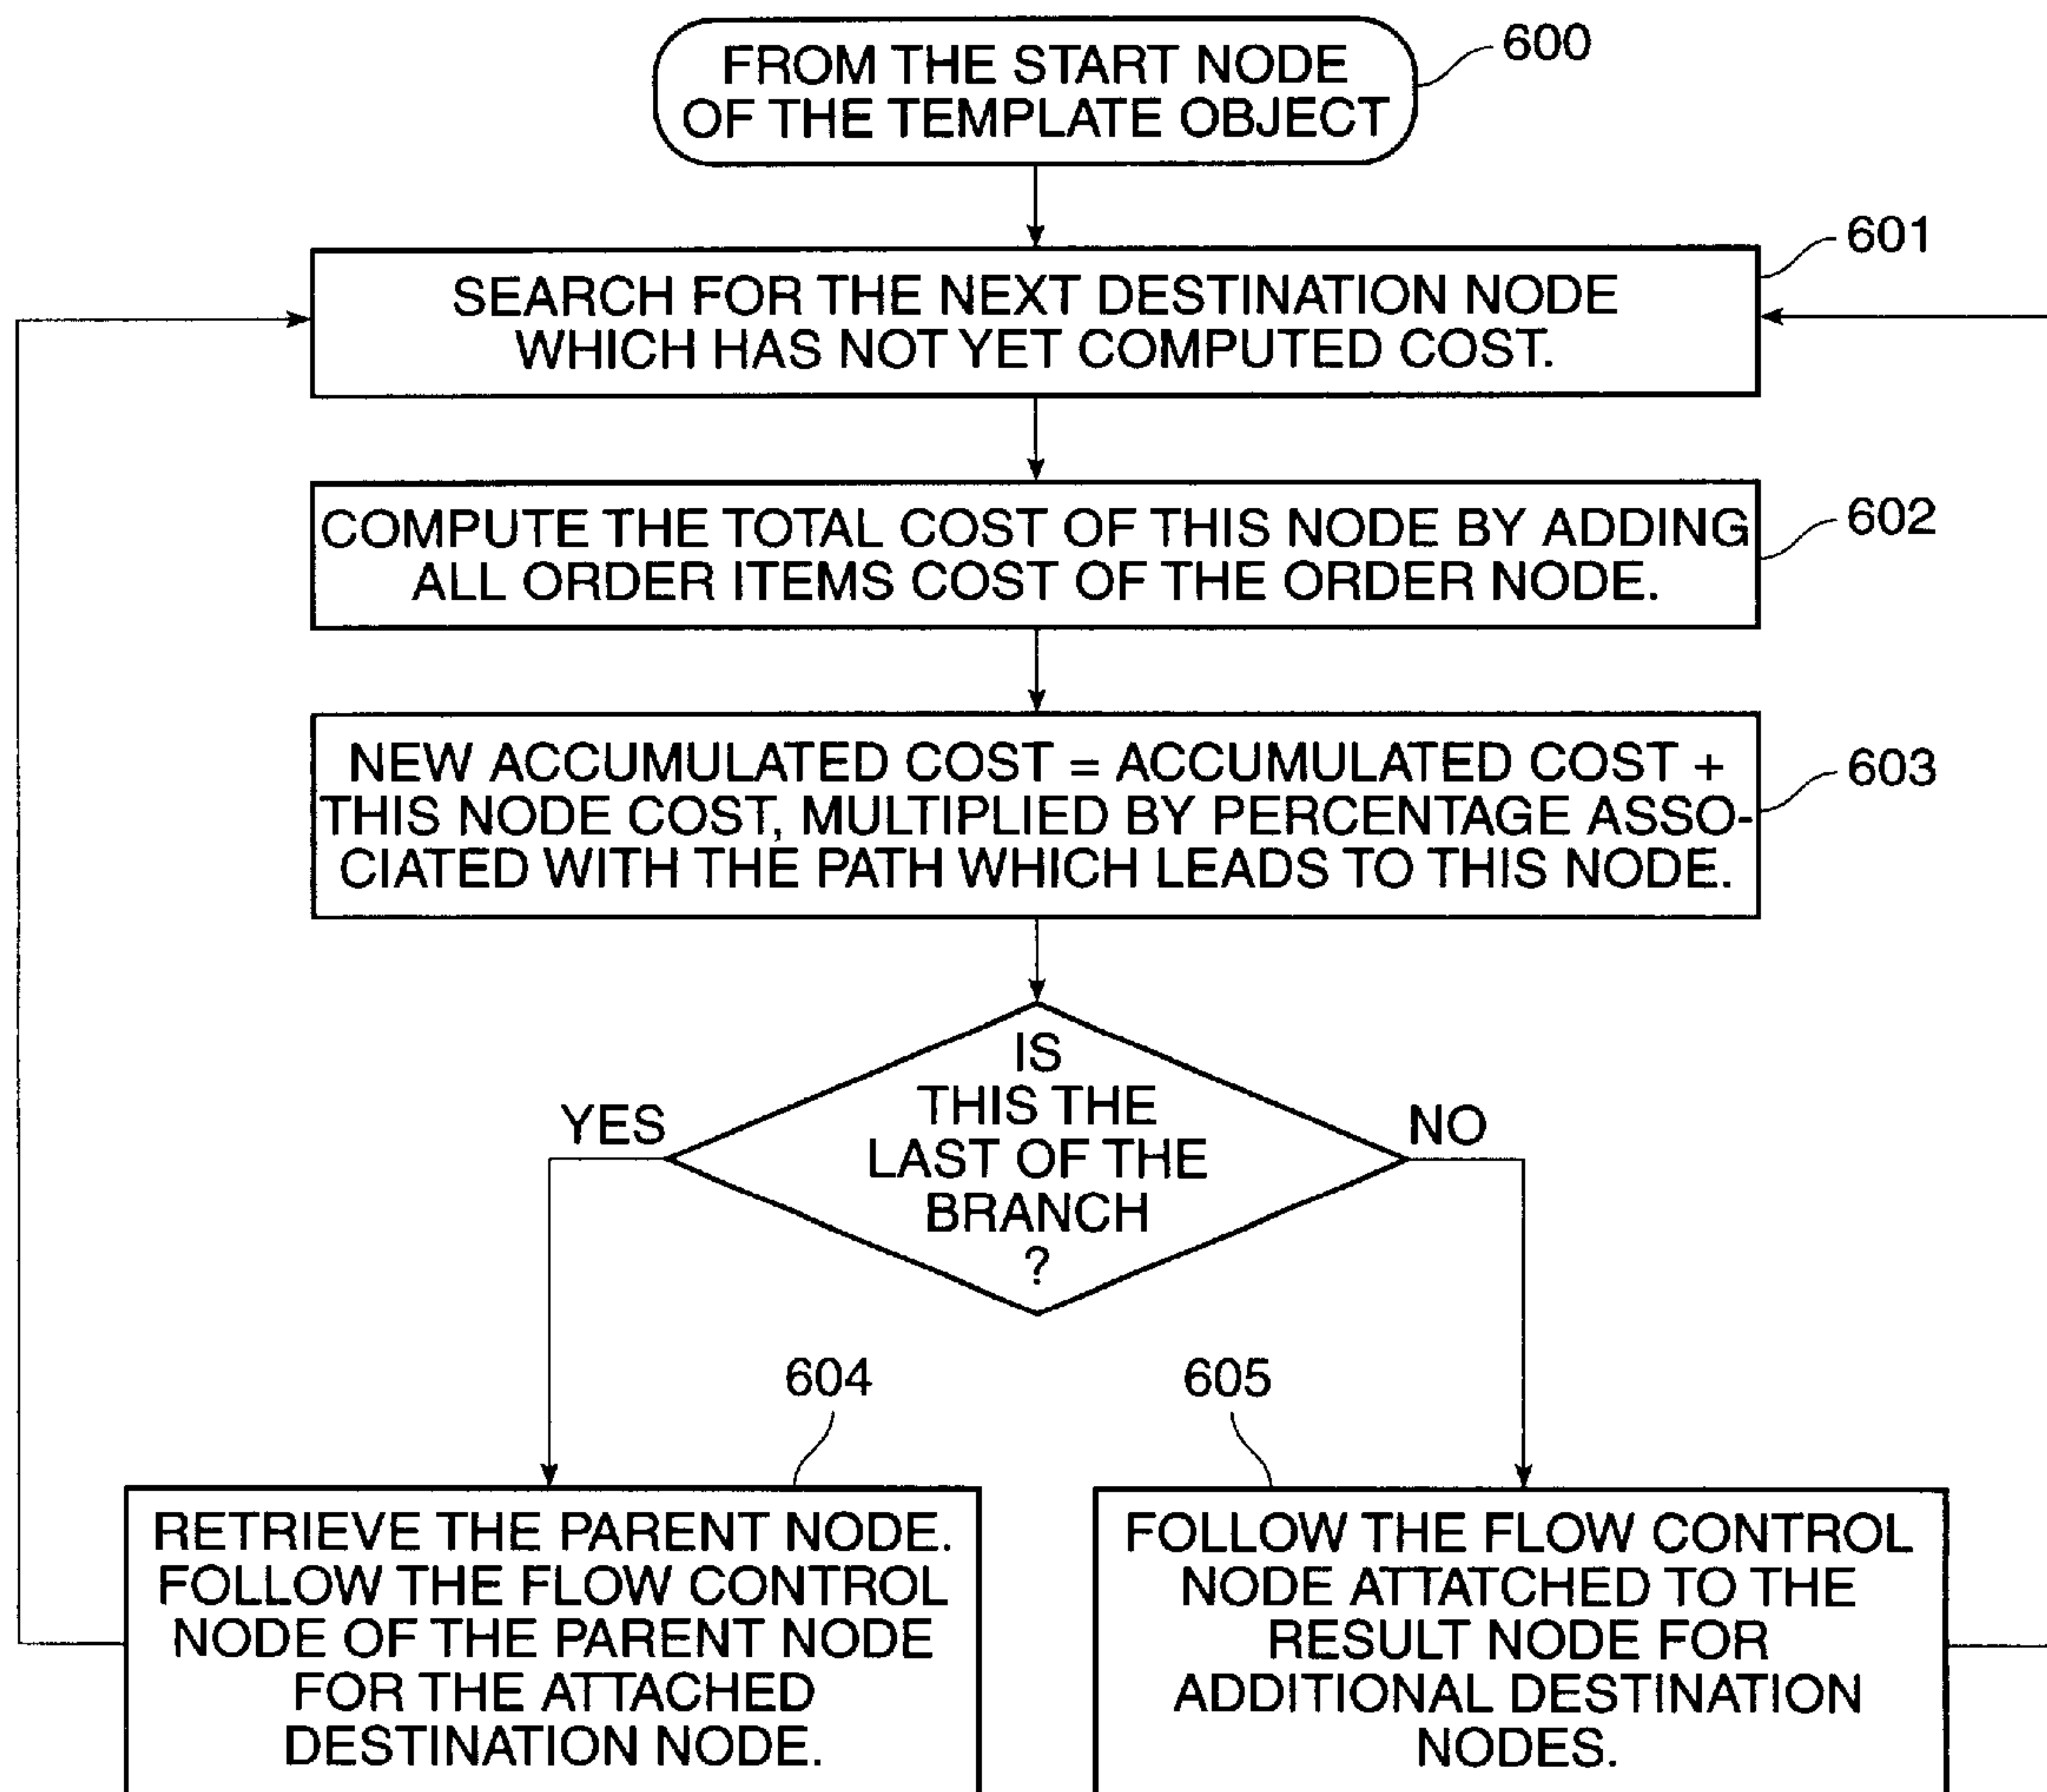 FROM THE START NODE
OF THE TEMPLATE OBJECT
600
601
SEARCH FOR THE NEXT DESTINATION NODE
WHICH HAS NOT YET COMPUTED COST.
602
COMPUTE THE TOTAL COST OF THIS NODE BY ADDING
ALL ORDER ITEMS COST OF THE ORDER NODE.
603
NEW ACCUMULATED COST = ACCUMULATED COST +
THIS NODE COST, MULTIPLIED BY PERCENTAGE ASSO-
CIATED WITH THE PATH WHICH LEADS TO THIS NODE.
IS
THIS THE
LAST OF THE
BRANCH
?
YES
NO
604
RETRIEVE THE PARENT NODE.
FOLLOW THE FLOW CONTROL
NODE OF THE PARENT NODE
FOR THE ATTACHED
DESTINATION NODE.
605
FOLLOW THE FLOW CONTROL
NODE ATTATCHED TO THE
RESULT NODE FOR
ADDITIONAL DESTINATION
NODES.